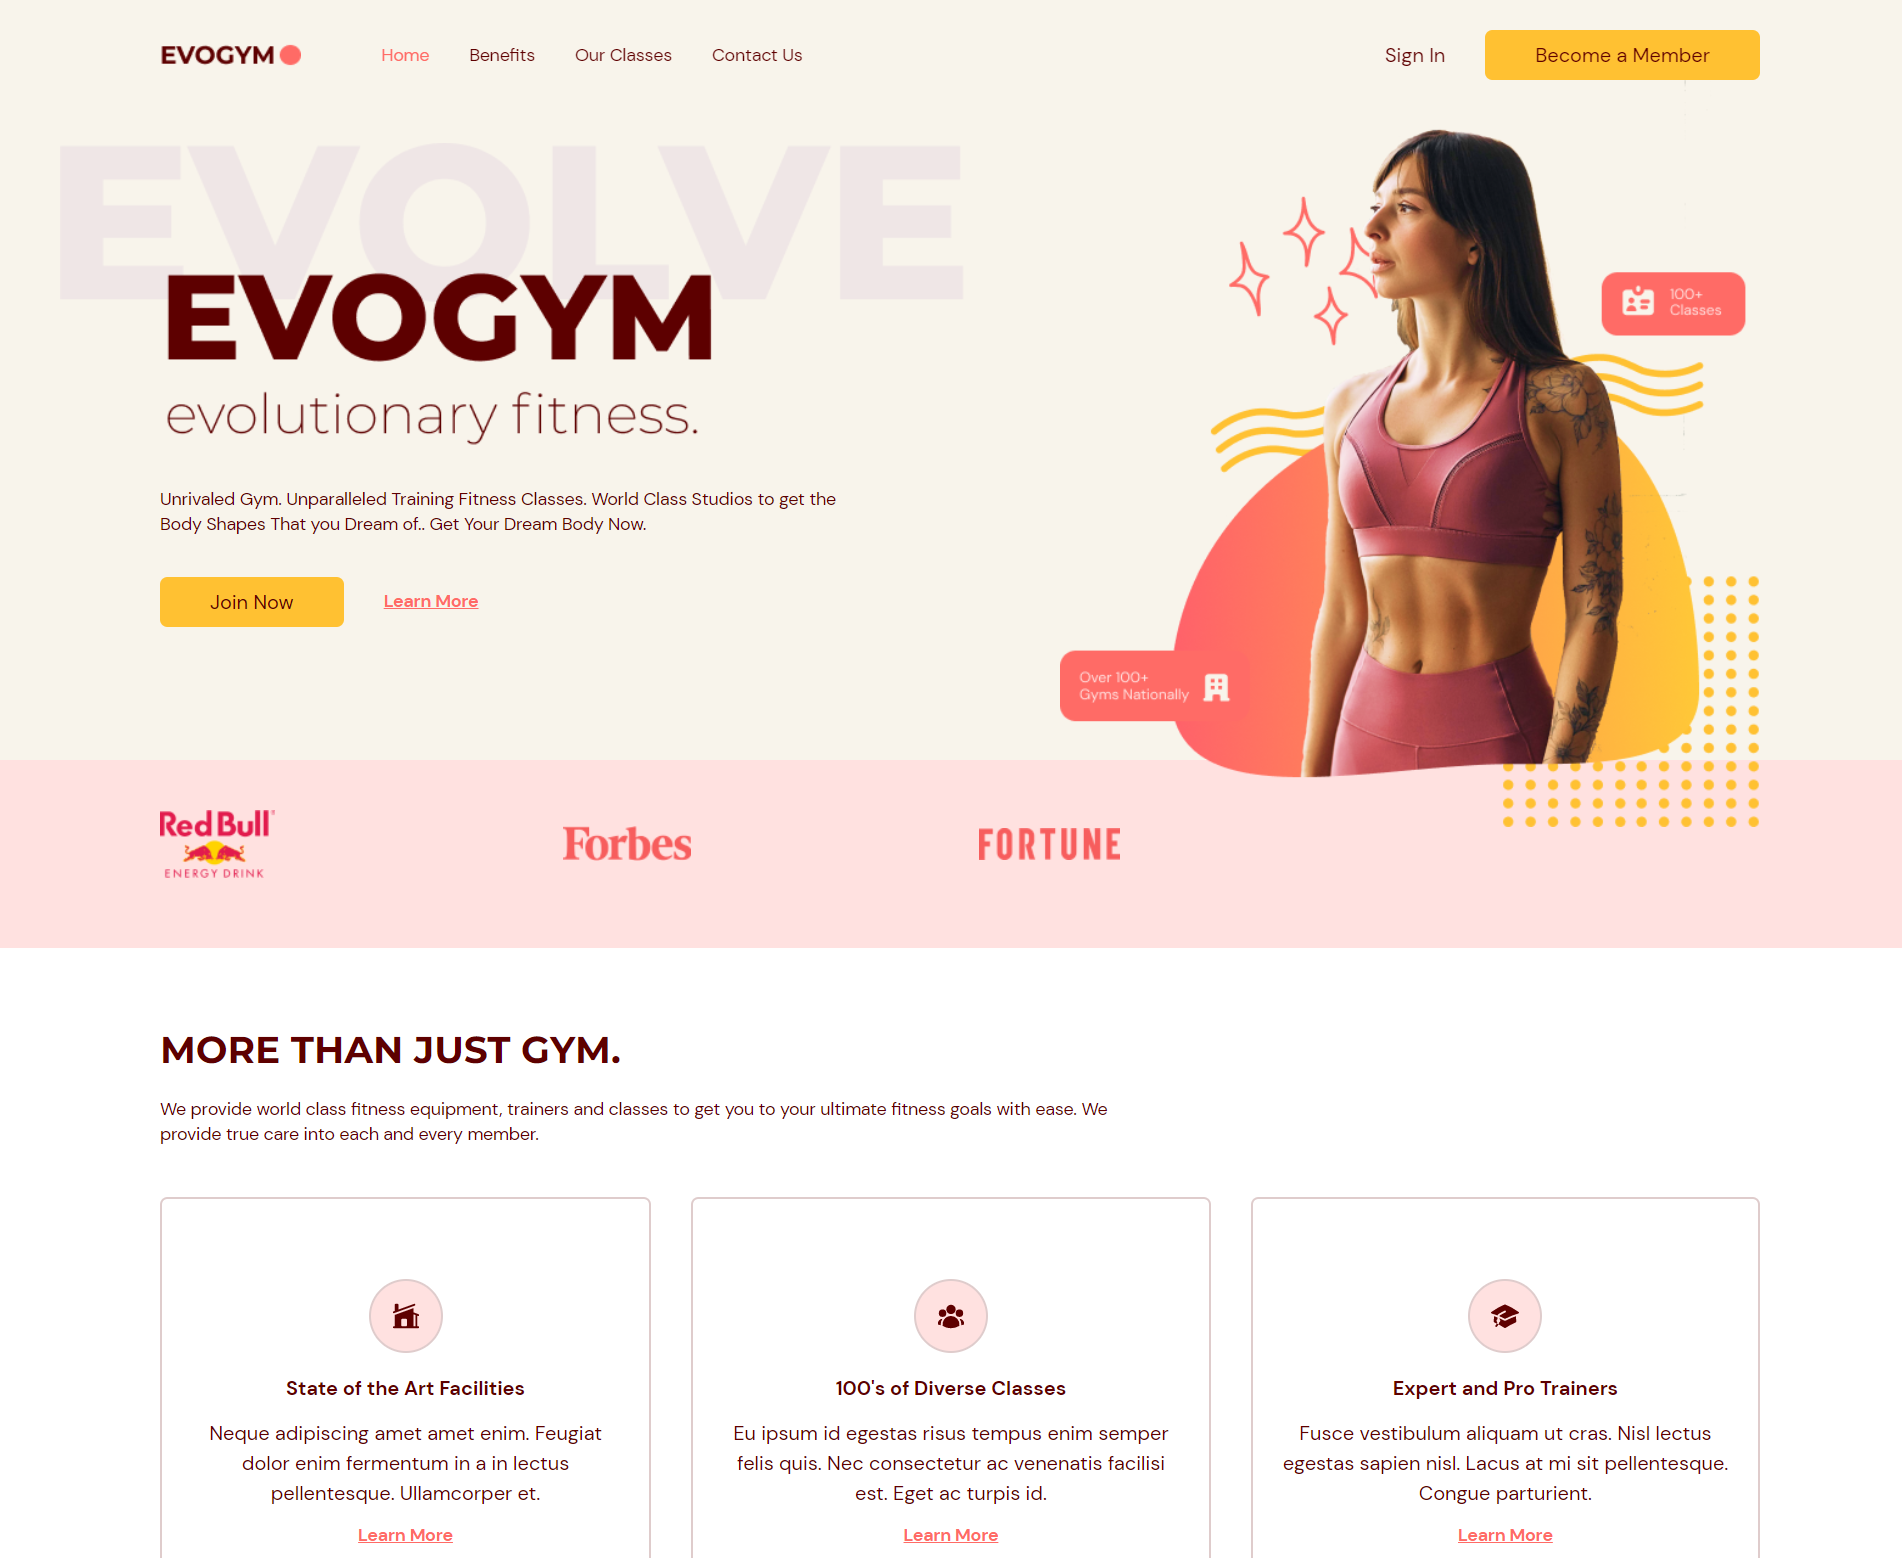 EVOGYM
Home
Benefits
Our Classes
Contact Us
Sign In
Become a Member
EVOLVE
EVOGYM
evolutionary fitness.
Unrivaled Gym. Unparalleled Training Fitness Classes. World Class Studios to get the
Body Shapes That you Dream of.. Get Your Dream Body Now.
Join Now
Learn More
100+
Classes
Over 100+
Gyms Nationally
Red Bull
ENERGY DRINK
Forbes
FORTUNE
MORE THAN JUST GYM.
We provide world class fitness equipment, trainers and classes to get you to your ultimate fitness goals with ease. We
provide true care into each and every member.
State of the Art Facilities
Neque adipiscing amet amet enim. Feugiat
dolor enim fermentum in a in lectus
pellentesque. Ullamcorper et.
Learn More
100's of Diverse Classes
Eu ipsum id egestas risus tempus enim semper
felis quis. Nec consectetur ac venenatis facilisi
est. Eget ac turpis id.
Learn More
Expert and Pro Trainers
Fusce vestibulum aliquam ut cras. Nisl lectus
egestas sapien nisl. Lacus at mi sit pellentesque.
Congue parturient.
Learn More